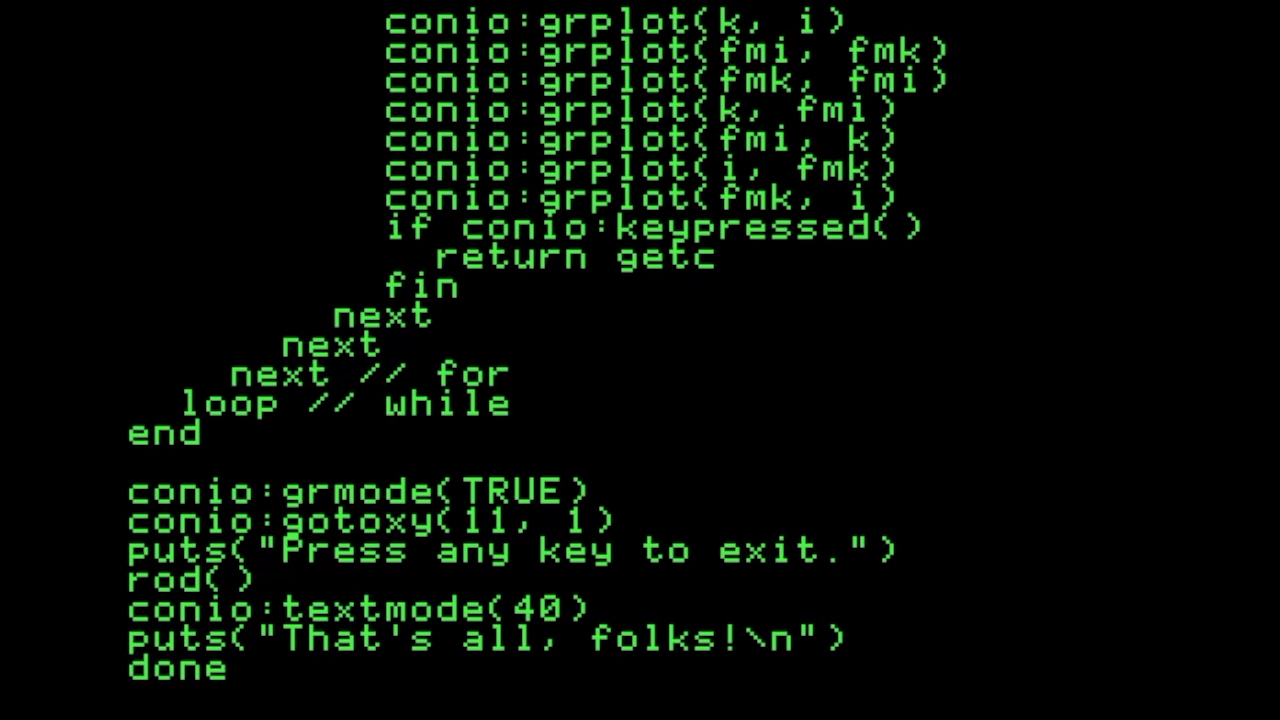 conio:grplot(k, i)
conio:grplot(fmi, fmk)
conio:grplot(fmk, fmi)
conio:grplot(k, fmi)
conio:grplot(fmi, k)
conio:grplot(i, fmk)
conio:grplot(fmk, i)
if conio:keypressed()
return getc
fin
next
next
next // for
loop // while
end
conio:grmode(TRUE)
conio:gotoxy(11, 1)
puts("Press any key to exit.")
rod()
conio:textmode(40)
puts("That's all, folks!\n")
done